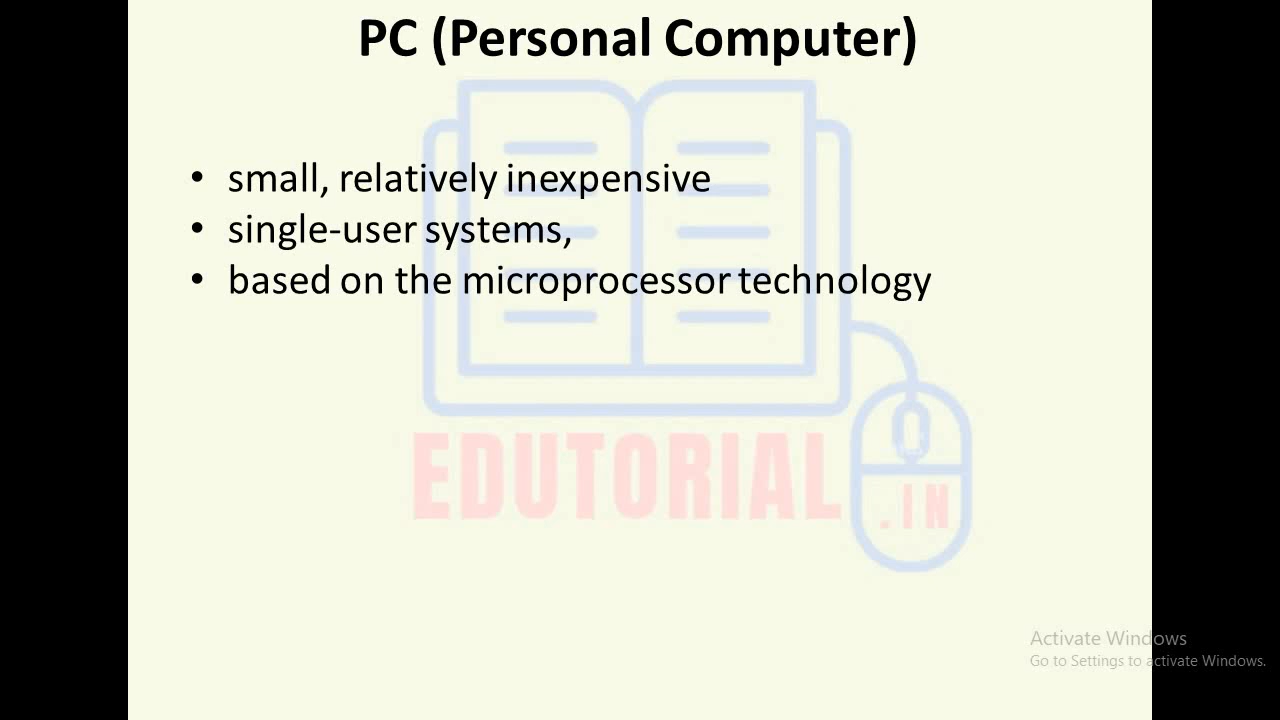 PC (Personal Computer)
• small, relatively inexpensive
• single-user systems,
• based on the microprocessor technology
EDUTORIAL
.IN
Activate Windows
Go to Settings to activate Windows.